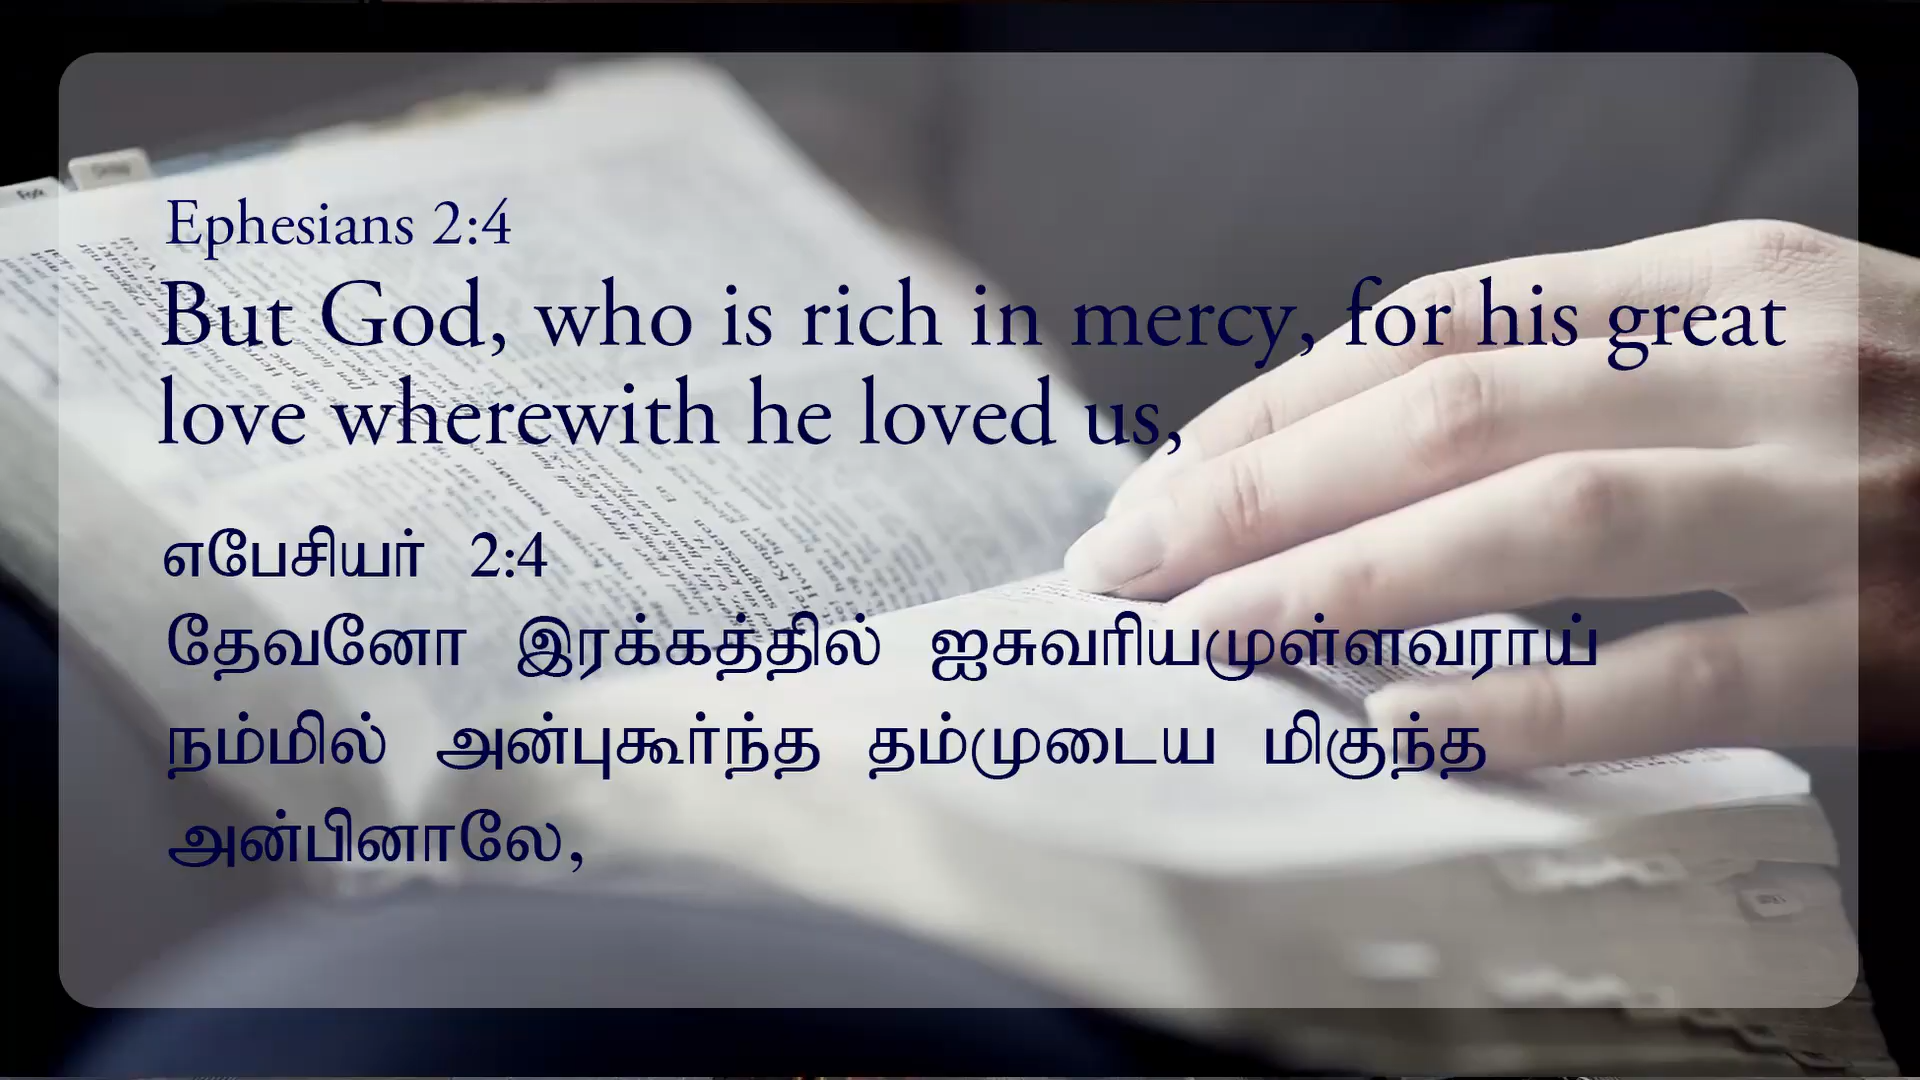 Ephesians 2:4
But God, who is rich in mercy, for his great
love wherewith he loved us,
எபேசியர் 2:4
தேவனோ இரக்கத்தில் ஐசுவரியமுள்ளவராய்
நம்மில் அன்புகூர்ந்த தம்முடைய மிகுந்த
அன்பினாலே,